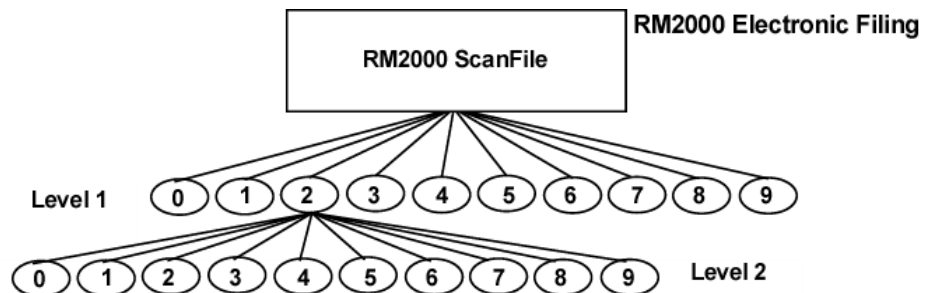 RM2000 Electronic Filing
RM2000 ScanFile
Level 1 0 1 2 3 4 5 6 7 8 9
0 1 2 3 4 5 6 7 8 9 Level 2